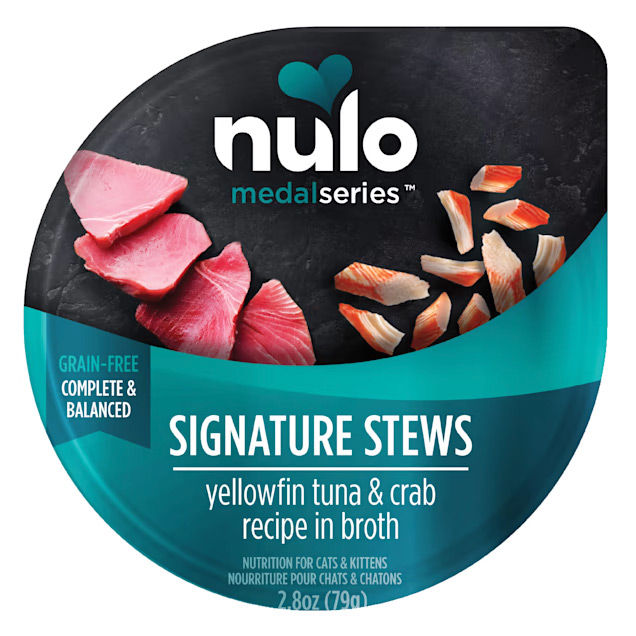 nulo
medalseries™
GRAIN-FREE
COMPLETE &
BALANCED
SIGNATURE STEWS
yellowfin tuna & crab
recipe in broth
NUTRITION FOR CATS & KITTENS
NOURRITURE POUR CHATS & CHATONS
2.8oz (79g)